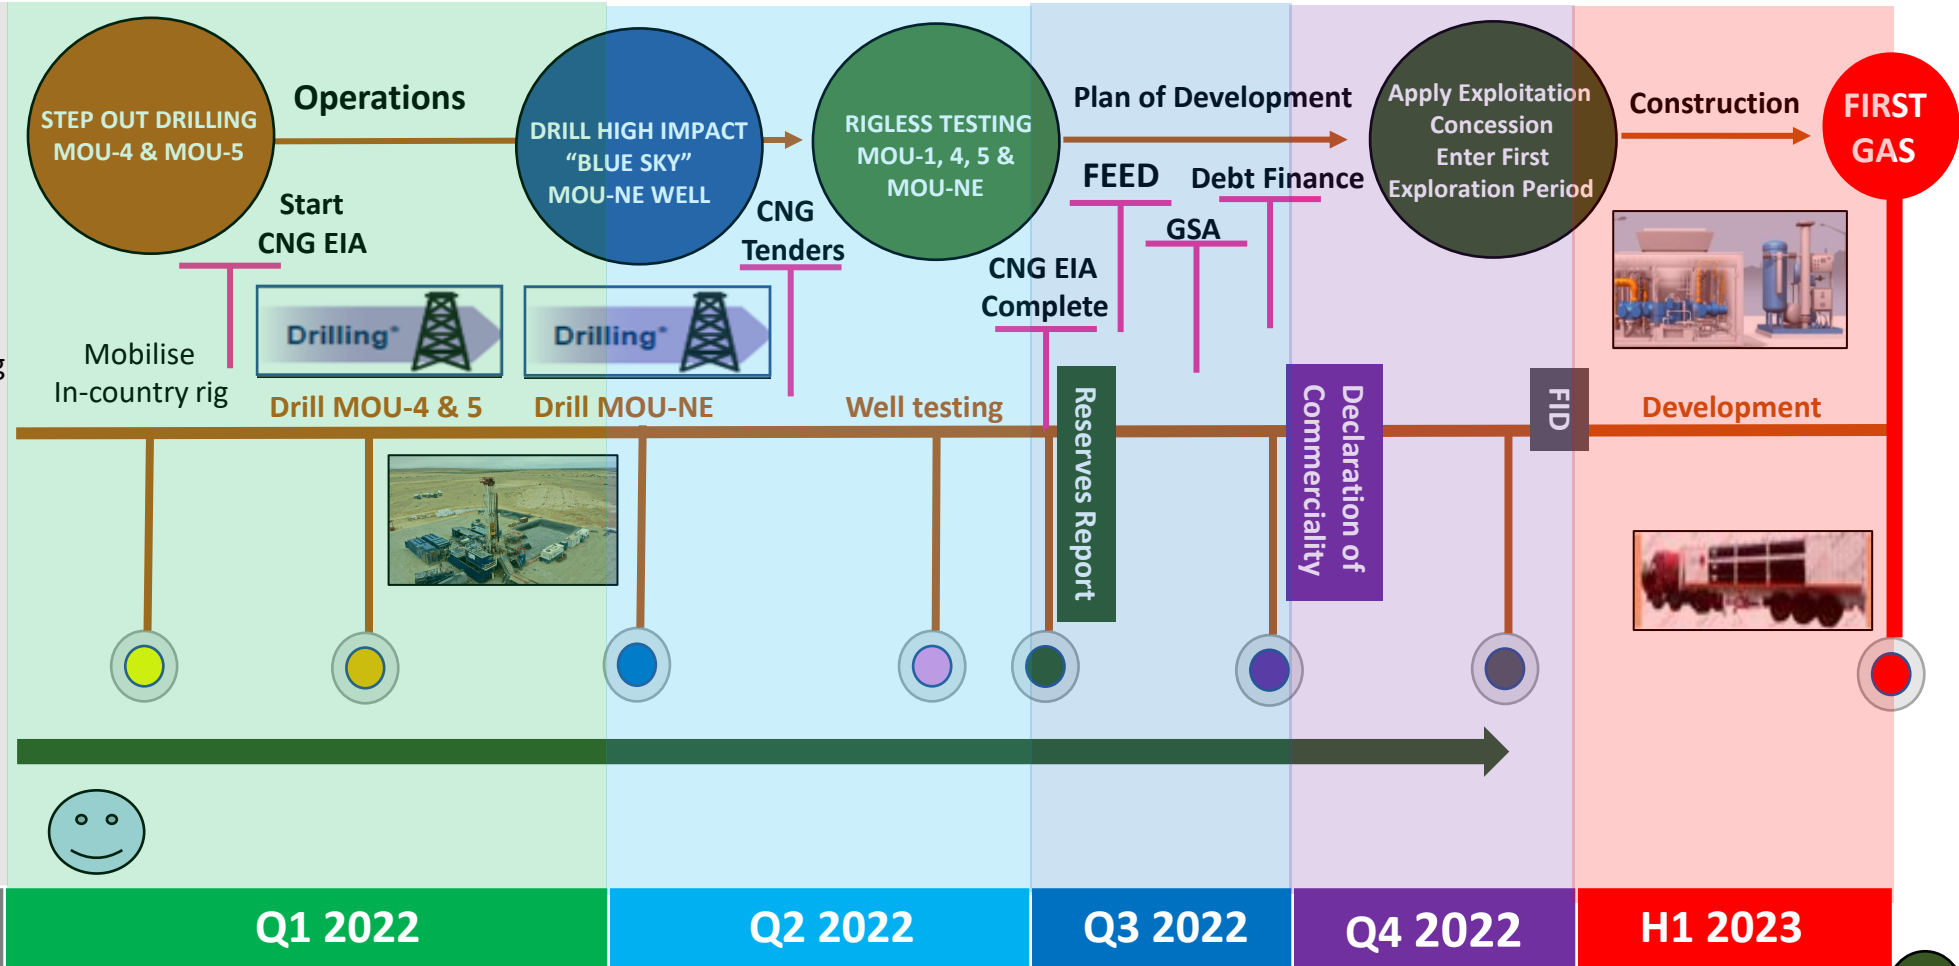 STEP OUT DRILLING
MOU-4 & MOU-5
Operations
DRILL HIGH IMPACT
“BLUE SKY”
MOU-NE WELL
RIGLESS TESTING
MOU-1, 4, 5 &
MOU-NE
Plan of Development
Apply Exploitation
Concession
Enter First
Exploration Period
Construction
FIRST
GAS
Start
CNG EIA
CNG
Tenders
CNG EIA
Complete
FEED
GSA
Debt Finance
Mobilise
In-country rig
Drilling*
Drilling*
Drill MOU-4 & 5
Drill MOU-NE
Well testing
Reserves Report
Declaration of
Commerciality
FID
Development
Q1 2022
Q2 2022
Q3 2022
Q4 2022
H1 2023